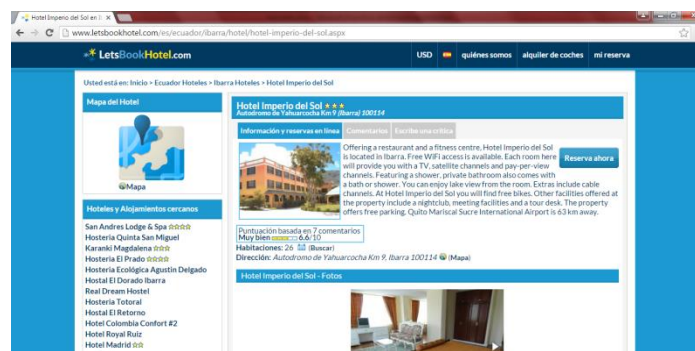 Hotel Imperio del Sol en I
www.letsbookhotel.com/es/ecuador/ibarra/hotel/hotel-imperio-del-sol.aspx
LetsBookHotel.com
USD quiénes somos alquiler de coches mi reserva
Usted está en: Inicio > Ecuador Hoteles > Ibarra Hoteles > Hotel Imperio del Sol
Mapa del Hotel
Mapa
Hoteles y Alojamientos cercanos
San Andres Lodge & Spa
Hosteria Quinta San Miguel
Karanki Magdalena
Hosteria El Prado
Hosteria Ecológica Agustin Delgado
Hostal El Dorado Ibarra
Real Dream Hostel
Hosteria Totoral
Hostal El Retorno
Hotel Colombia Confort #2
Hotel Royal Ruiz
Hotel Madrid
Hotel Imperio del Sol
Autodromo de Yahuarcocha Km 9 (Ibarra) 100114
Información y reservas en línea Comentarios Escriba una crítica
Offering a restaurant and a fitness centre, Hotel Imperio del Sol
is located in Ibarra. Free WiFi access is available. Each room here
will provide you with a TV, satellite channels and pay-per-view
channels. Featuring a shower, private bathroom also comes with
a bath or shower. You can enjoy lake view from the room. Extras include cable
channels. At Hotel Imperio del Sol you will find free bikes. Other facilities offered at
the property include a nightclub, meeting facilities and a tour desk. The property
offers free parking. Quito Mariscal Sucre International Airport is 63 km away.
Reserva ahora
Puntuación basada en 7 comentarios
Muy bien 6.6/10
Habitaciones: 26 (Buscar)
Dirección: Autodromo de Yahuarcocha Km 9, Ibarra 100114 (Mapa)
Hotel Imperio del Sol - Fotos